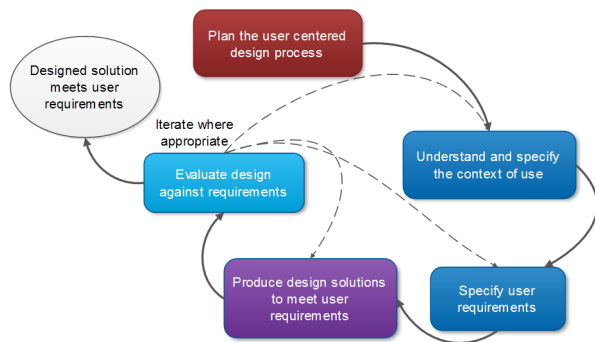 Plan the user centered
design process
Designed solution
meets user
requirements
Iterate where
appropriate
Evaluate design
against requirements
Understand and specify
the context of use
Produce design solutions
to meet user
requirements
Specify user
requirements